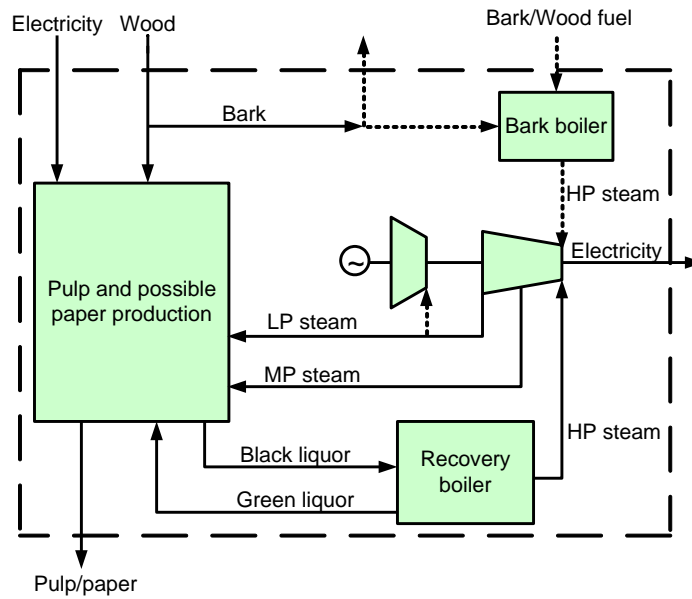 Electricity
Wood
Bark/Wood fuel
Bark
Bark boiler
HP steam
Electricity
~
Pulp and possible
paper production
LP steam
MP steam
HP steam
Black liquor
Recovery
boiler
Green liquor
Pulp/paper